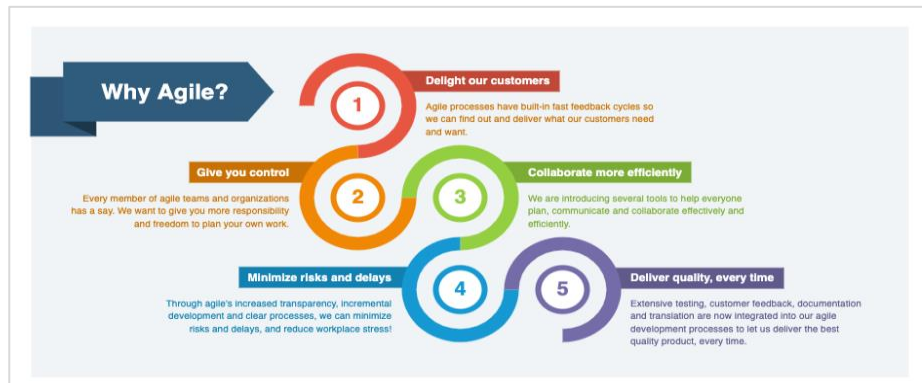 Why Agile?
1
Delight our customers
Agile processes have built-in fast feedback cycles so
we can find out and deliver what our customers need
and want.
Give you control
2
Every member of agile teams and organizations
has a say. We want to give you more responsibility
and freedom to plan your own work.
3
Collaborate more efficiently
We are introducing several tools to help everyone
plan, communicate and collaborate effectively and
efficiently.
Minimize risks and delays
4
Through agile's increased transparency, incremental
development and clear processes, we can minimize
risks and delays, and reduce workplace stress!
5
Deliver quality, every time
Extensive testing, customer feedback, documentation
and translation are now integrated into our agile
development processes to let us deliver the best
quality product, every time.